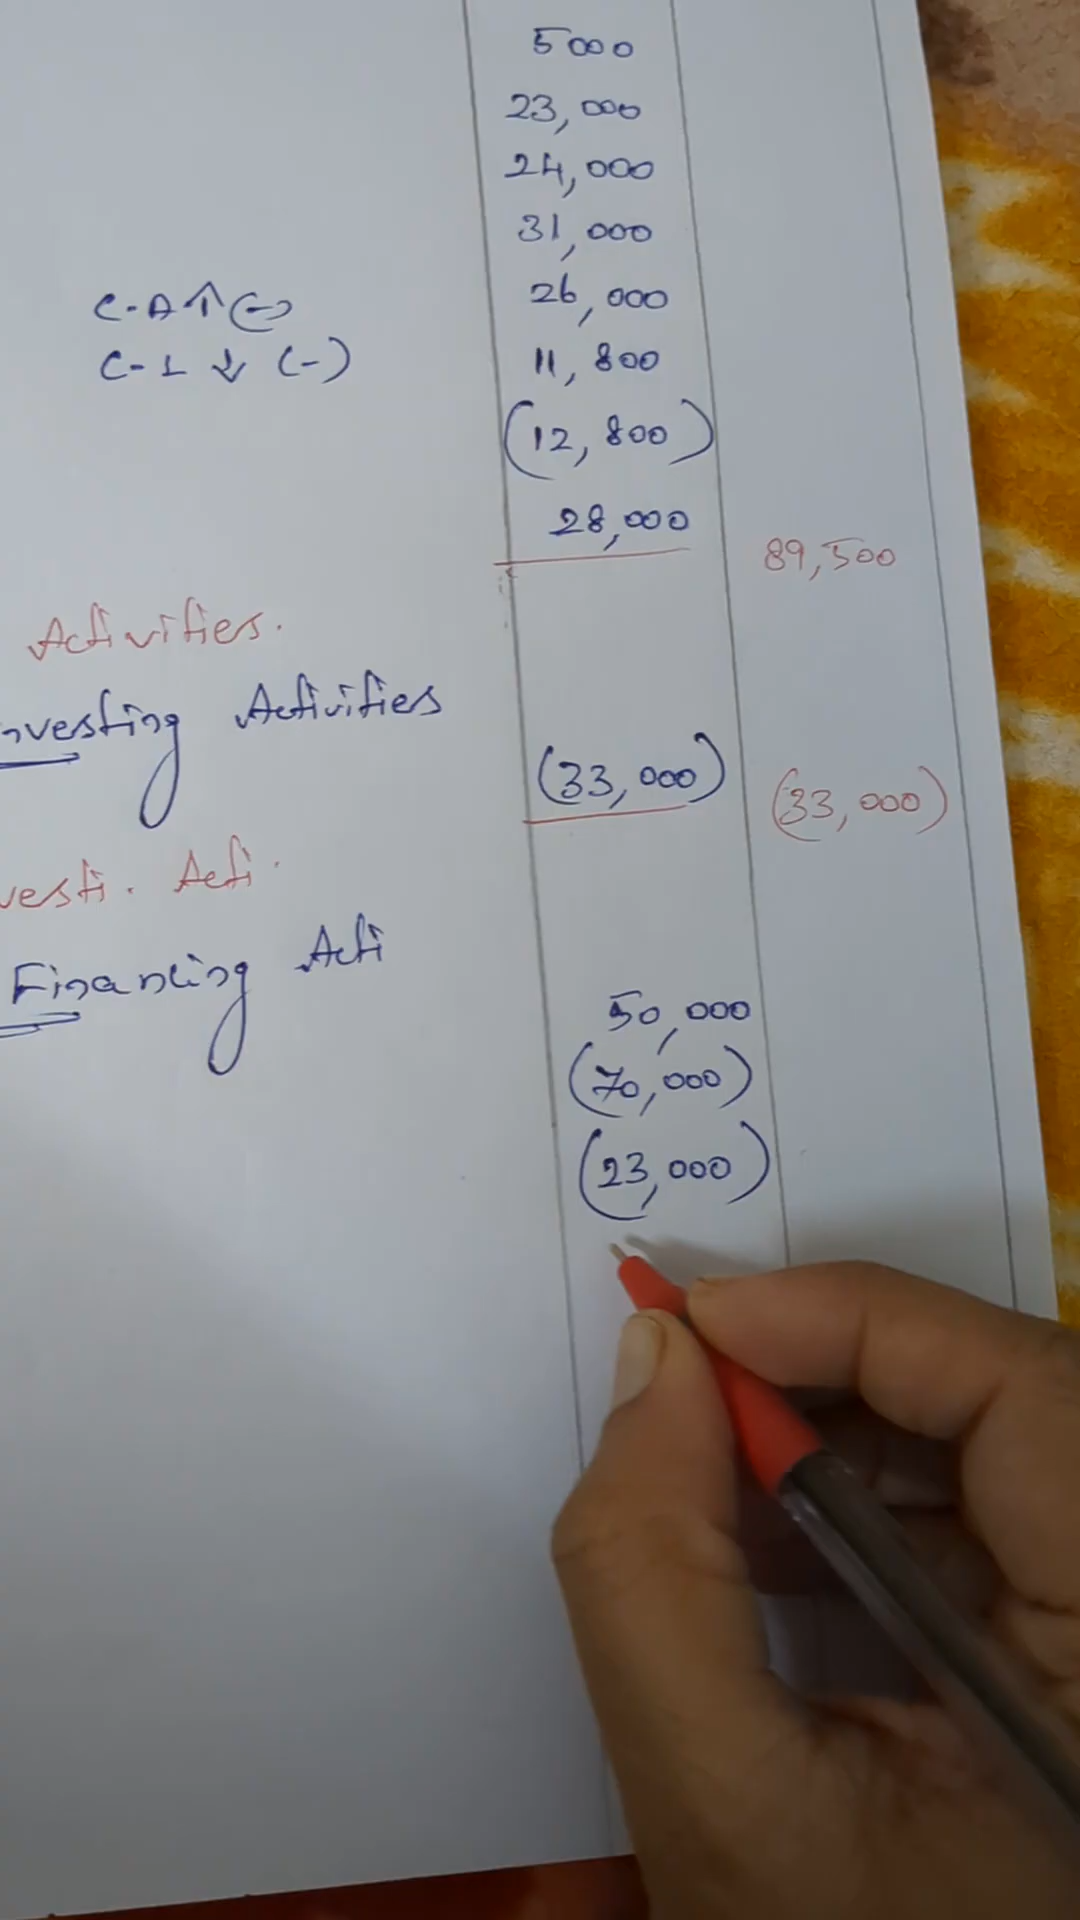 5000
23,000
24,000
31,000
C-A↑(-) 26,000
C-L ↓ (-) 11,800
(12,800)
28,000
89,500
Activities.
nvesting Activities
(33,000) (33,000)
vesti. Acti.
Financing Acti
50,000
(70,000)
(23,000)